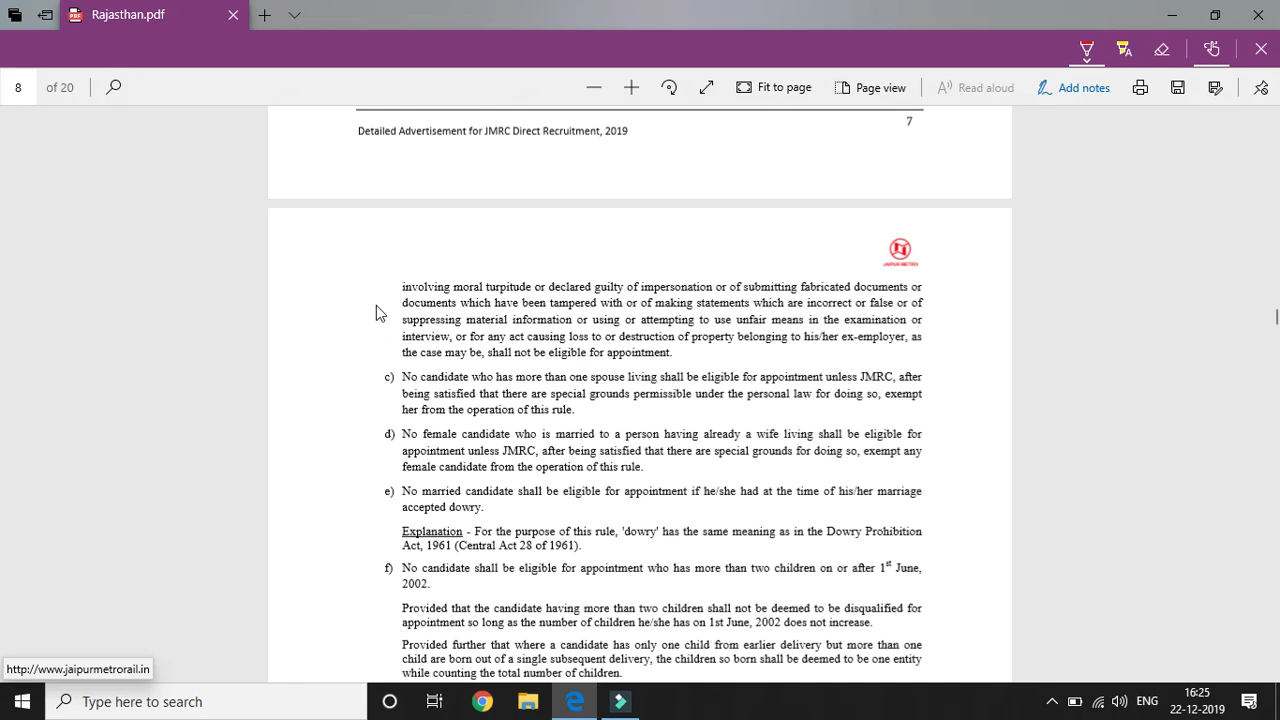 Rajasthan.pdf
8 of 20
Fit to page
Page view
Read aloud
Add notes
7
Detailed Advertisement for JMRC Direct Recruitment, 2019
JAIPUR METRO
involving moral turpitude or declared guilty of impersonation or of submitting fabricated documents or
documents which have been tampered with or of making statements which are incorrect or false or of
suppressing material information or using or attempting to use unfair means in the examination or
interview, or for any act causing loss to or destruction of property belonging to his/her ex-employer, as
the case may be, shall not be eligible for appointment.
c) No candidate who has more than one spouse living shall be eligible for appointment unless JMRC, after
being satisfied that there are special grounds permissible under the personal law for doing so, exempt
her from the operation of this rule.
d) No female candidate who is married to a person having already a wife living shall be eligible for
appointment unless JMRC, after being satisfied that there are special grounds for doing so, exempt any
female candidate from the operation of this rule.
e) No married candidate shall be eligible for appointment if he/she had at the time of his/her marriage
accepted dowry.
Explanation - For the purpose of this rule, 'dowry' has the same meaning as in the Dowry Prohibition
Act, 1961 (Central Act 28 of 1961).
f) No candidate shall be eligible for appointment who has more than two children on or after 1st June,
2002.
Provided that the candidate having more than two children shall not be deemed to be disqualified for
appointment so long as the number of children he/she has on 1st June, 2002 does not increase.
Provided further that where a candidate has only one child from earlier delivery but more than one
child are born out of a single subsequent delivery, the children so born shall be deemed to be one entity
while counting the total number of children.
http://www.jaipurmetrorail.in
Type here to search
ENG
16:25
22-12-2019